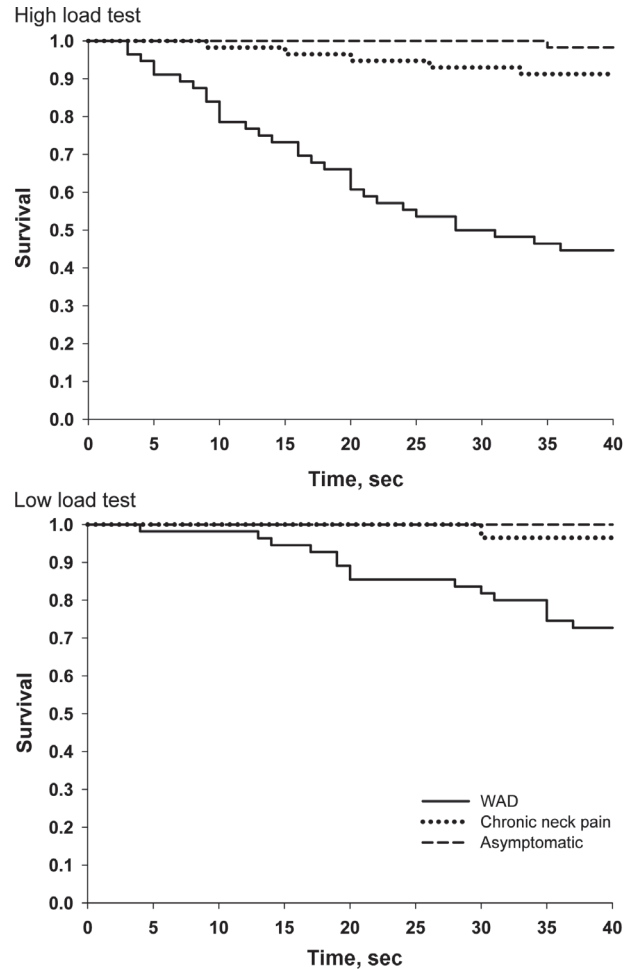 High load test
1.0
0.9
0.8
0.7
0.6
0.5
0.4
0.3
0.2
0.1
0.0
Survival
0 5 10 15 20 25 30 35 40
Time, sec
Low load test
1.0
0.9
0.8
0.7
0.6
0.5
0.4
0.3
0.2
0.1
0.0
Survival
WAD
Chronic neck pain
Asymptomatic
0 5 10 15 20 25 30 35 40
Time, sec